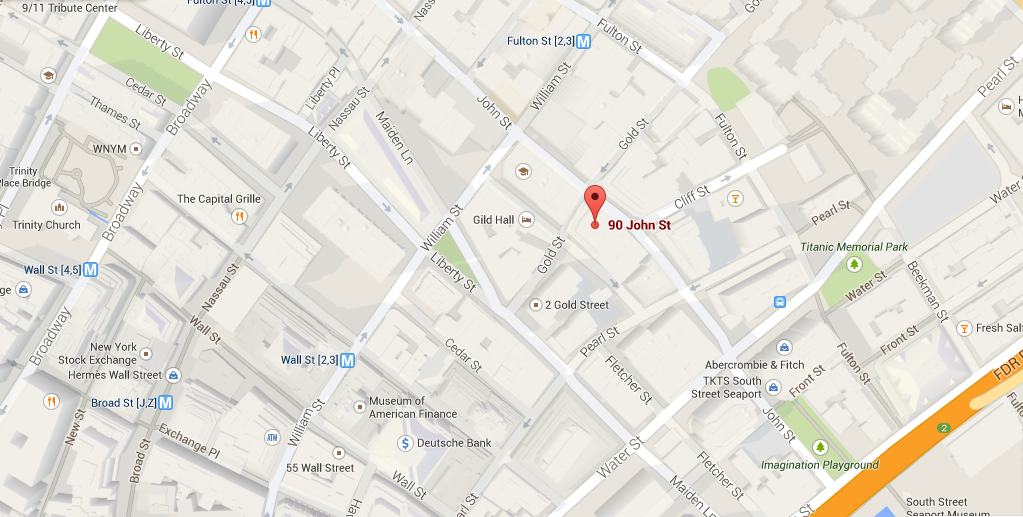 9/11 Tribute Center
Fulton St [4,5] M
Liberty St
Fulton St [2,3] M
Pearl St
Cedar St
Broadway
Liberty Pl
Nassau St
William St
John St
Thames St
Maiden Ln
Gold St
Fulton St
WNYM
Liberty St
Trinity
Place Bridge
The Capital Grille
Gild Hall
Cliff St
90 John St
Water St
Pearl St
Trinity Church
Broadway
William St
Gold St
Titanic Memorial Park
Wall St [4,5] M
Liberty St
Nassau St
Water St
Beekman St
2 Gold Street
Broadway
Wall St
Pearl St
Front St
Fresh Salt
New York
Stock Exchange
Wall St [2,3] M
Cedar St
Fulton St
Abercrombie & Fitch
Hermès Wall Street
Fletcher St
TKTS South
Street Seaport
Front St
FDR
Broad St [J,Z] M
Museum of
American Finance
New St
William St
John St
2
Exchange Pl
ATM
$ Deutsche Bank
Broad St
55 Wall Street
Water St
Fletcher St
Imagination Playground
Wall St
Maiden Ln
Pearl St
John St
South Street
Seaport Museum